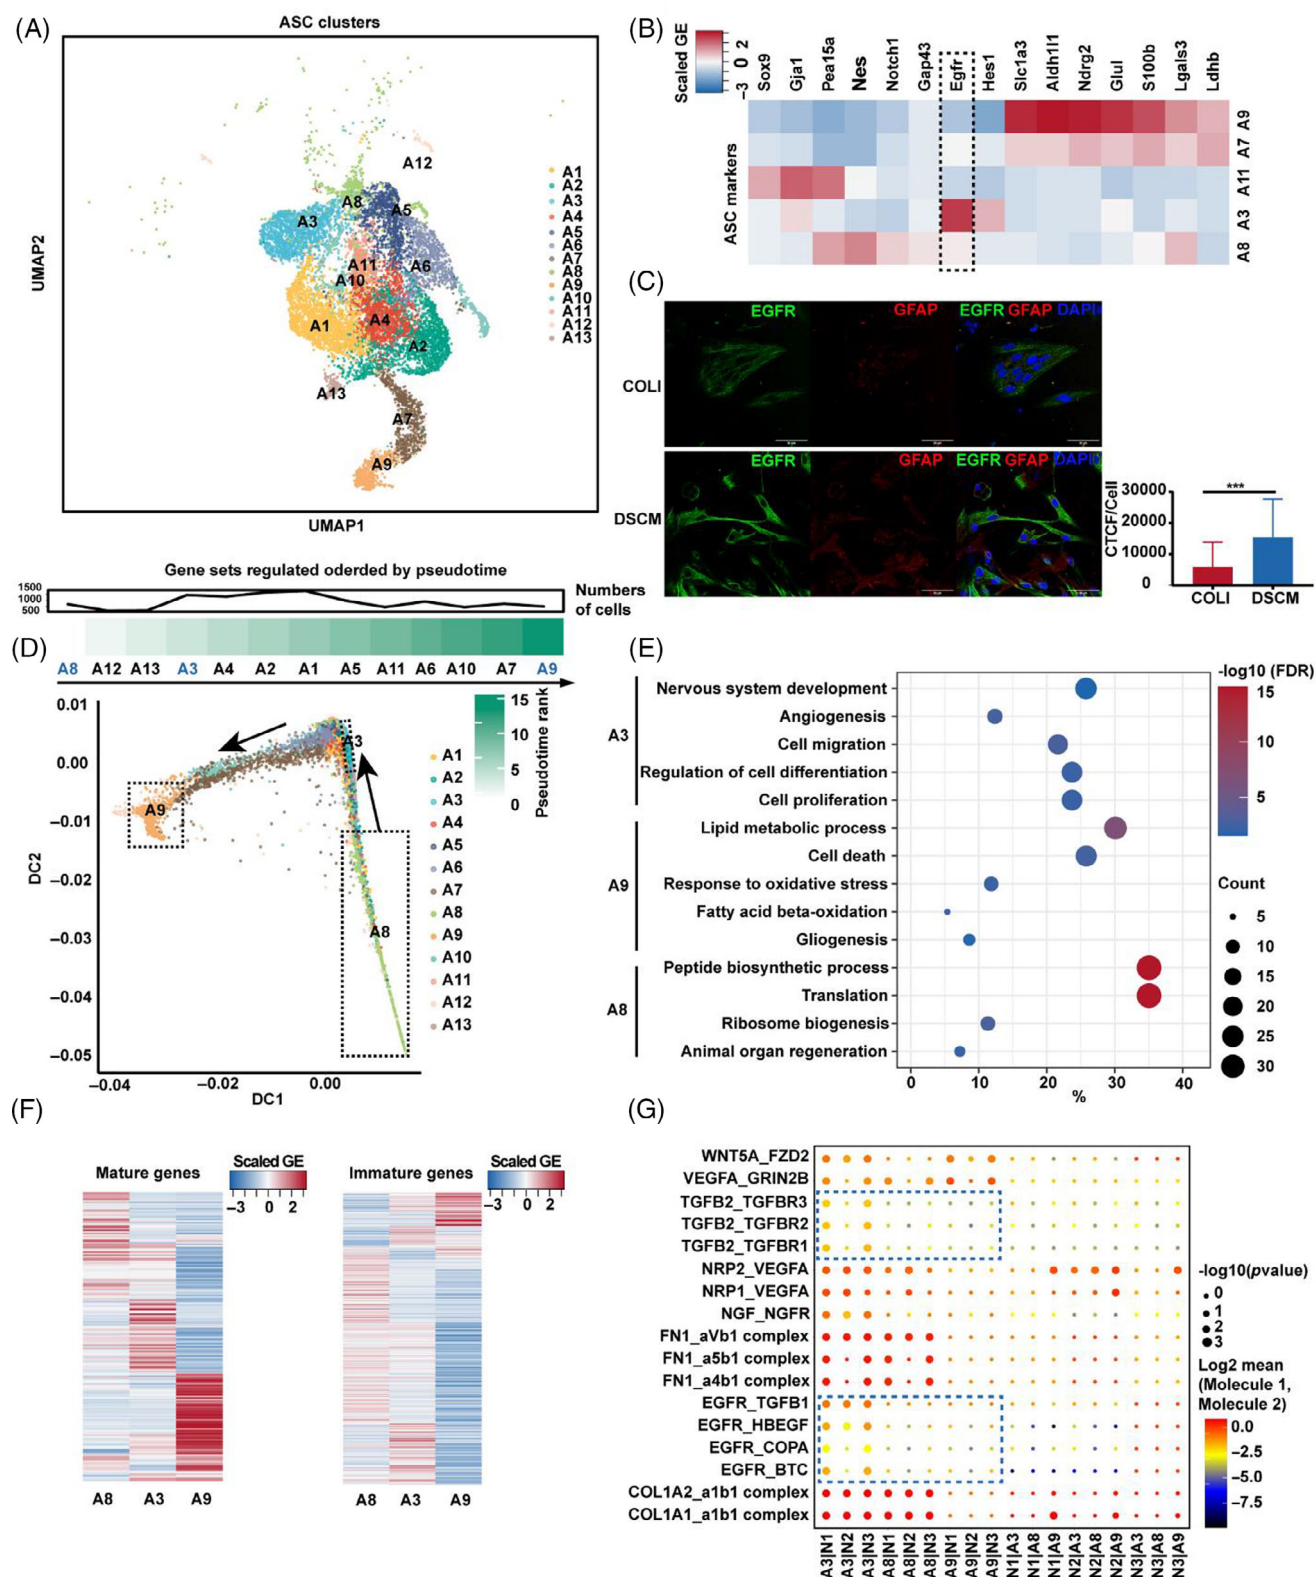 (A)
ASC clusters
UMAP2
UMAP1
A12
A8
A5
A3
A11
A6
A10
A1
A4
A2
A13
A7
A9
A1
A2
A3
A4
A5
A6
A7
A8
A9
A10
A11
A12
A13
(B)
Scaled GE
2
0
−3
Sox9
Gja1
Pea15a
Nes
Notch1
Gap43
Egfr
Hes1
Slc1a3
Aldh1l1
Ndrg2
Glul
S100b
Lgals3
Ldhb
ASC markers
A9
A7
A11
A3
A8
(C)
EGFR GFAP EGFR GFAP DAPI
COLI
EGFR GFAP EGFR GFAP DAPI
DSCM
CTCF/Cell
30000
20000
10000
0
***
COLI DSCM
Gene sets regulated oderded by pseudotime
1500
1000
500
Numbers
of cells
(D)
A8 A12 A13 A3 A4 A2 A1 A5 A11 A6 A10 A7 A9
15
10
5
0
Pseudotime rank
DC2
0.01
0.00
−0.01
−0.02
−0.03
−0.04
−0.05
−0.04 −0.02 0.00
DC1
A3
A9
A8
A1
A2
A3
A4
A5
A6
A7
A8
A9
A10
A11
A12
A13
(E)
A3
A9
A8
Nervous system development
Angiogenesis
Cell migration
Regulation of cell differentiation
Cell proliferation
Lipid metabolic process
Cell death
Response to oxidative stress
Fatty acid beta-oxidation
Gliogenesis
Peptide biosynthetic process
Translation
Ribosome biogenesis
Animal organ regeneration
0 10 20 30 40
%
-log10 (FDR)
15
10
5
Count
5
10
15
20
25
30
(F)
Mature genes
Scaled GE
−3 0 2
A8 A3 A9
Immature genes
Scaled GE
−3 0 2
A8 A3 A9
(G)
WNT5A_FZD2
VEGFA_GRIN2B
TGFB2_TGFBR3
TGFB2_TGFBR2
TGFB2_TGFBR1
NRP2_VEGFA
NRP1_VEGFA
NGF_NGFR
FN1_aVb1 complex
FN1_a5b1 complex
FN1_a4b1 complex
EGFR_TGFB1
EGFR_HBEGF
EGFR_COPA
EGFR_BTC
COL1A2_a1b1 complex
COL1A1_a1b1 complex
A3|N1
A3|N2
A3|N3
A8|N1
A8|N2
A8|N3
A9|N1
A9|N2
A9|N3
N1|A3
N1|A8
N1|A9
N2|A3
N2|A8
N2|A9
N3|A3
N3|A8
N3|A9
-log10(pvalue)
0
1
2
3
Log2 mean
(Molecule 1,
Molecule 2)
0.0
−2.5
−5.0
−7.5